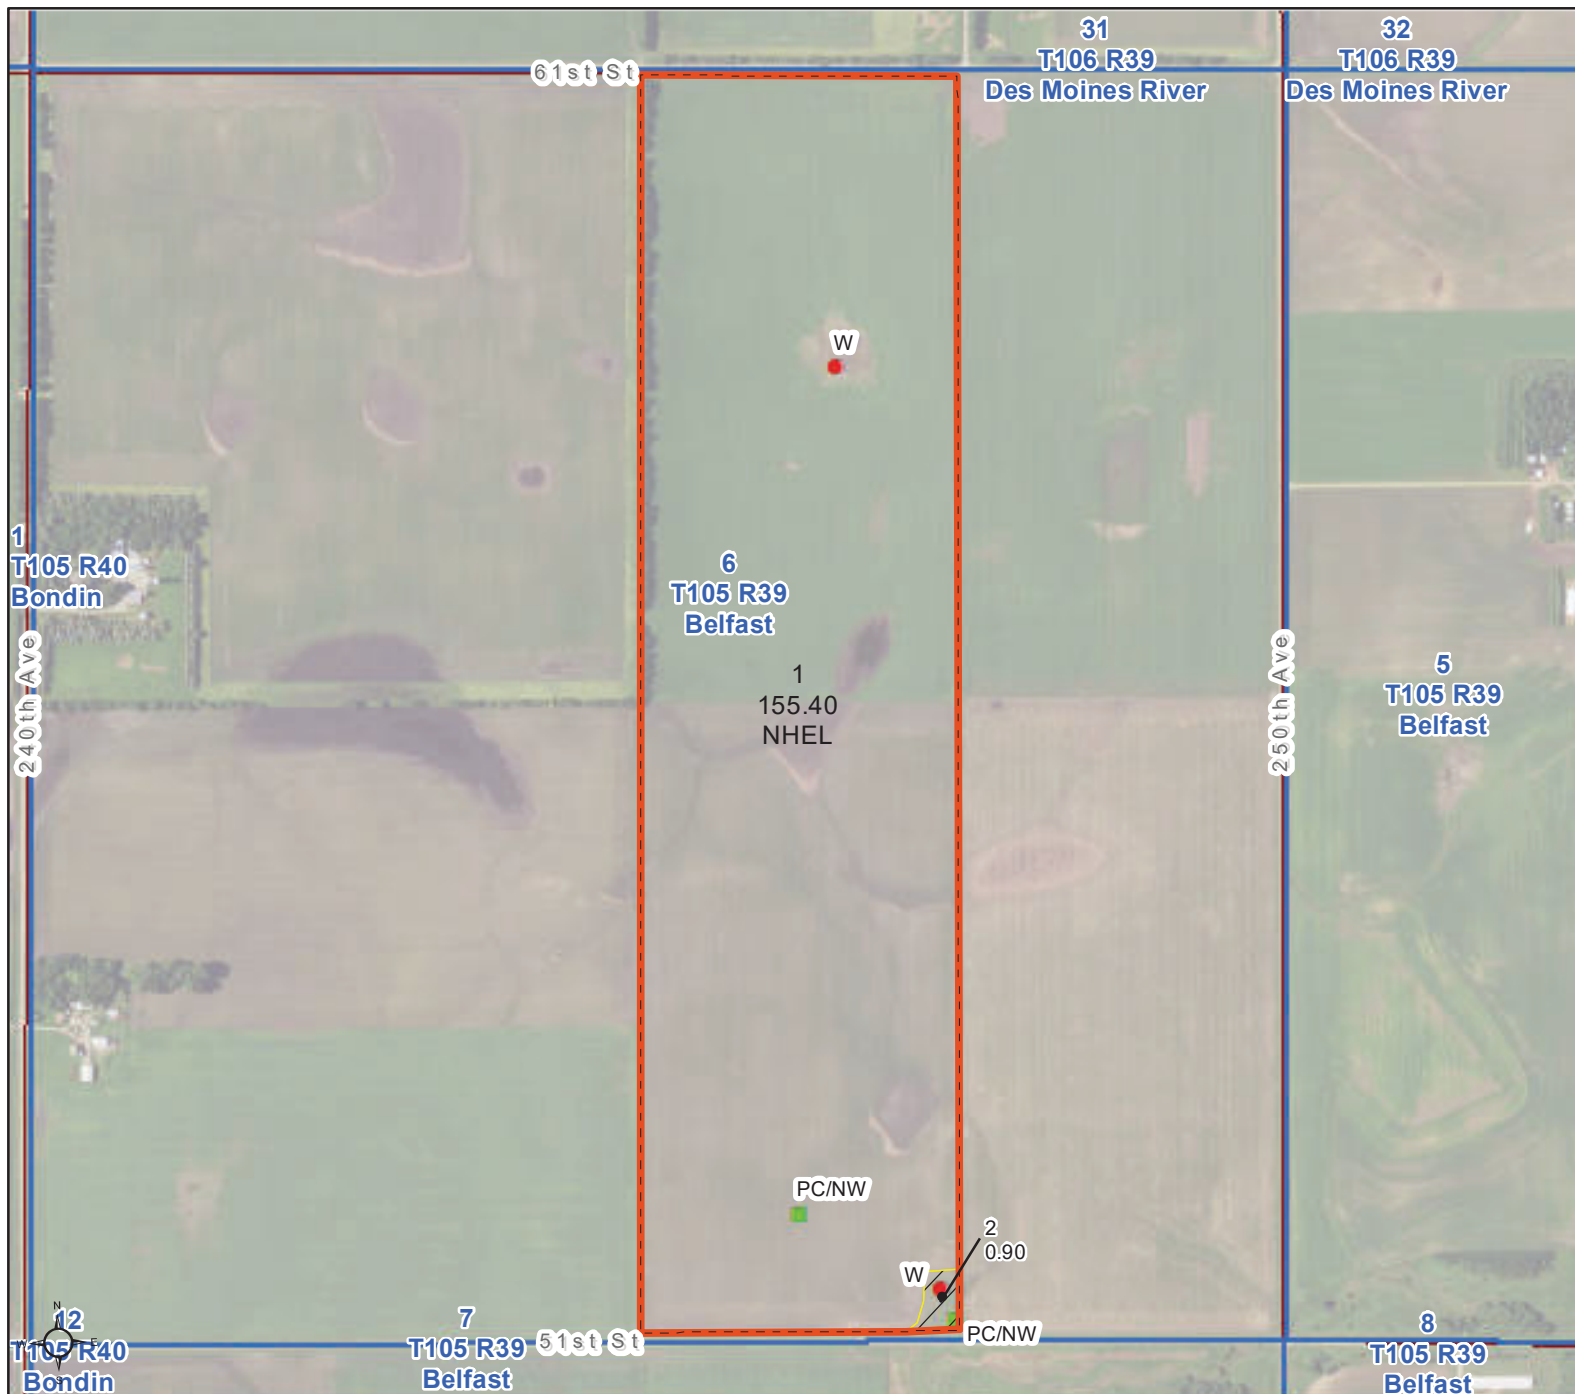 31
T106 R39
Des Moines River
32
T106 R39
Des Moines River
61st St
W
1
T105 R40
Bondin
6
T105 R39
Belfast
1
155.40
NHEL
240th Ave
250th Ave
5
T105 R39
Belfast
PC/NW
2
0.90
W
PC/NW
N
W
E
S
12
T105 R40
Bondin
7
T105 R39
Belfast
51st St
8
T105 R39
Belfast